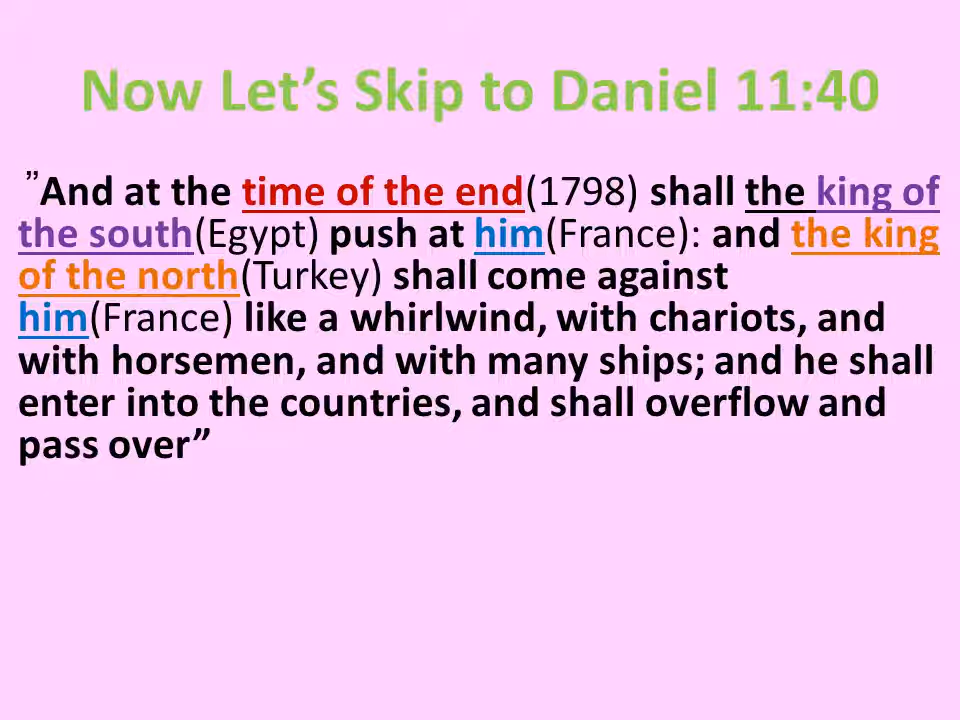 Now Let’s Skip to Daniel 11:40
”And at the time of the end(1798) shall the king of
the south(Egypt) push at him(France): and the king
of the north(Turkey) shall come against
him(France) like a whirlwind, with chariots, and
with horsemen, and with many ships; and he shall
enter into the countries, and shall overflow and
pass over”